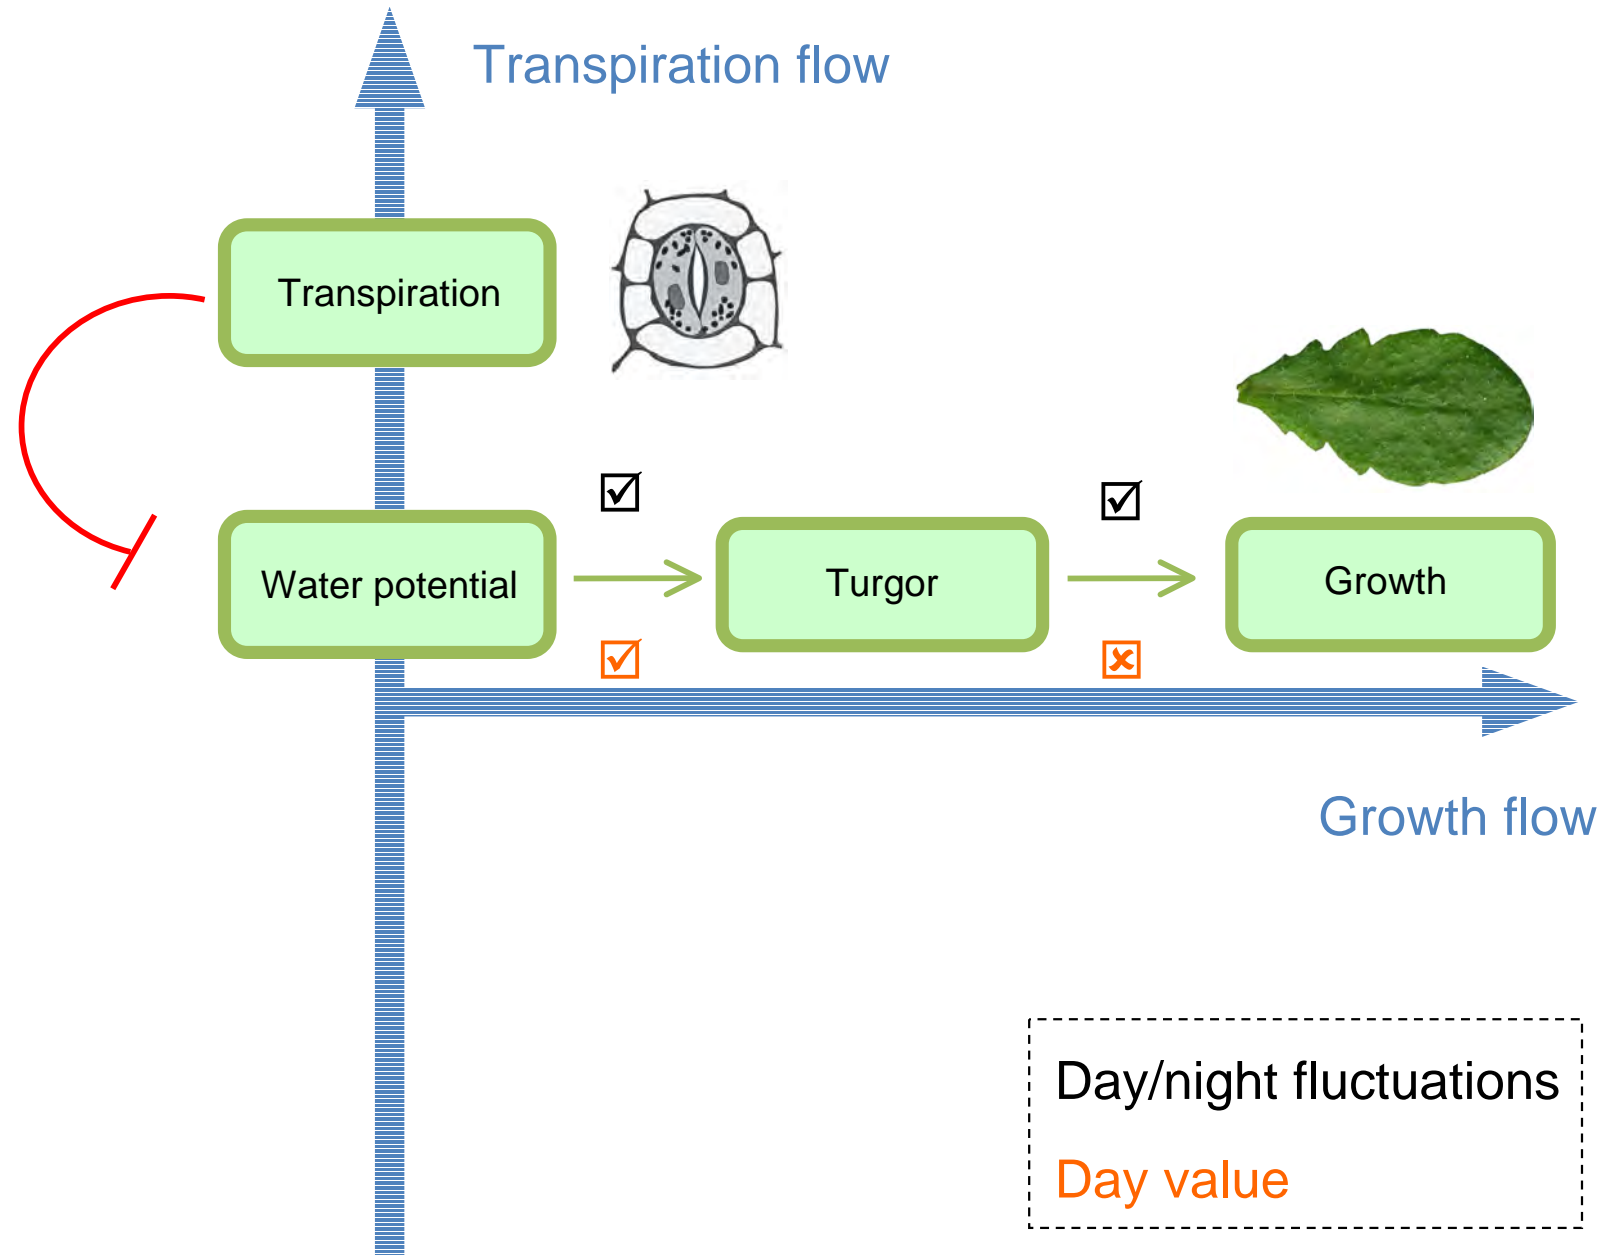 Transpiration flow
Transpiration
Water potential
Turgor
Growth
Growth flow
Day/night fluctuations
Day value